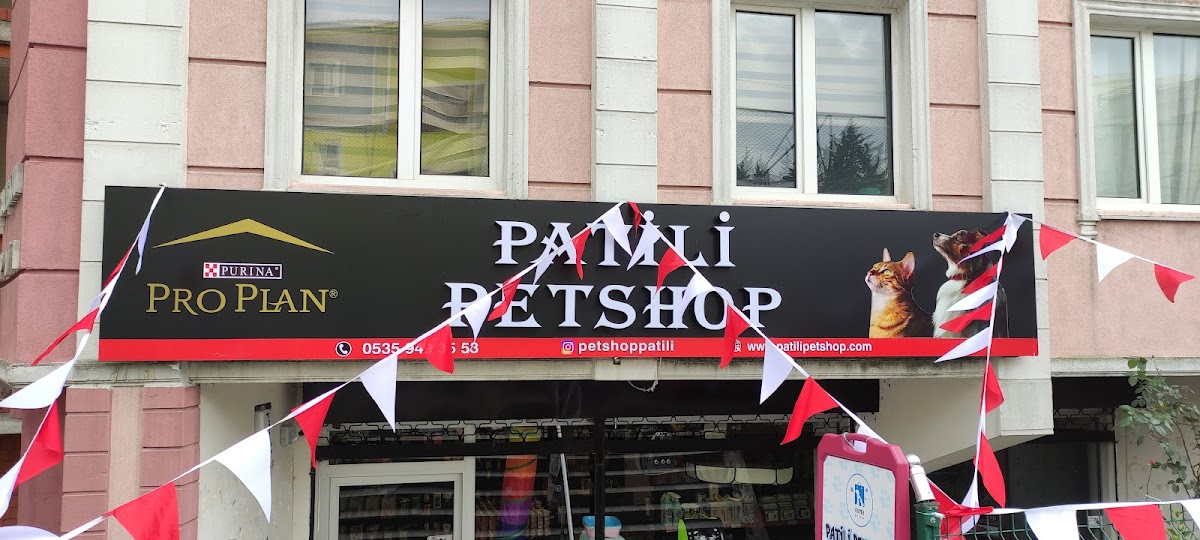 PATİLİ
PETSHOP
PURINA®
PRO PLAN®
petshoppatili
www.patilipetshop.com
PATİLİ